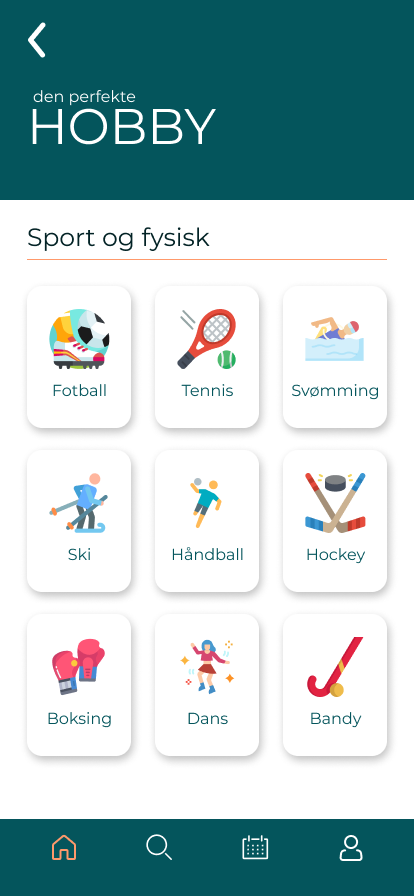 den perfekte
HOBBY
Sport og fysisk
Fotball
Tennis
Svømming
Ski
Håndball
Hockey
Boksing
Dans
Bandy